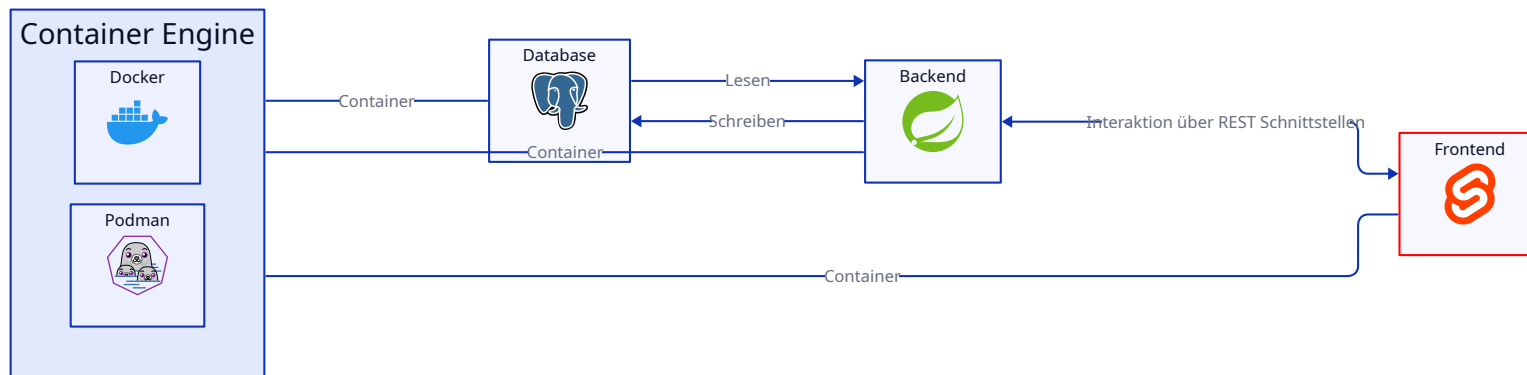 Container Engine
Docker
Podman
Container
Database
Lesen
Schreiben
Container
Backend
Interaktion über REST Schnittstellen
Frontend
Container